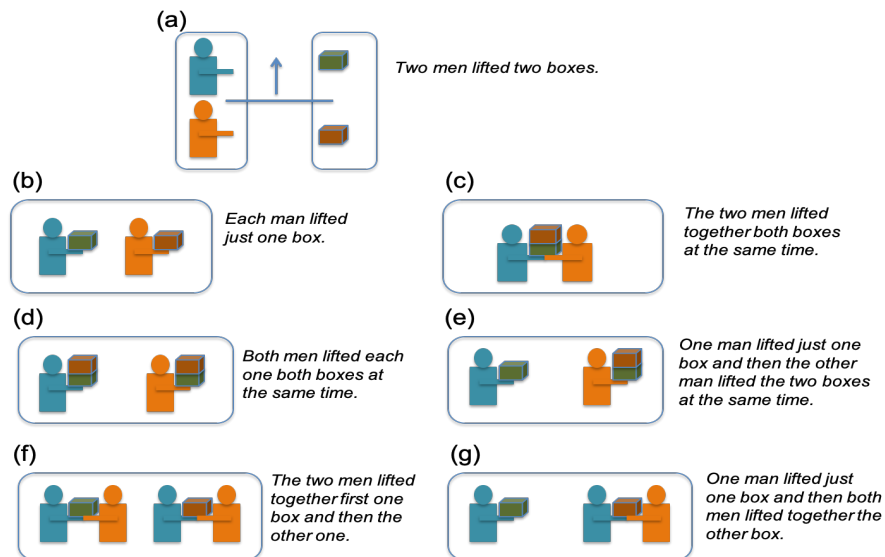 (a)
Two men lifted two boxes.
(b)
Each man lifted
just one box.
(c)
The two men lifted
together both boxes
at the same time.
(d)
Both men lifted each
one both boxes at
the same time.
(e)
One man lifted just one
box and then the other
man lifted the two boxes
at the same time.
(f)
The two men lifted
together first one
box and then the
other one.
(g)
One man lifted just
one box and then both
men lifted together the
other box.